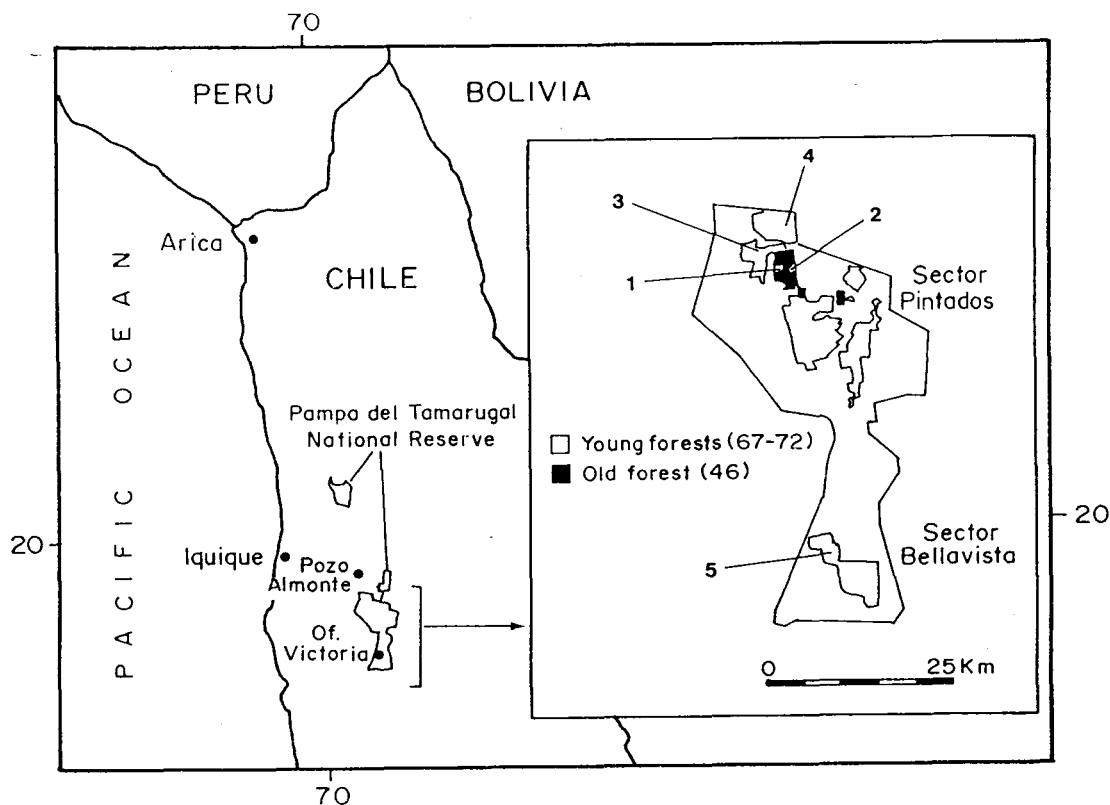 70
PERU
BOLIVIA
4
3
2
Arica
PACIFIC OCEAN
CHILE
1
Sector
Pintados
Pampa del Tamarugal
National Reserve
Young forests (67-72)
Old forest (46)
20
20
Iquique
Pozo
Almonte
Sector
Bellavista
5
Of.
Victoria
0 25 Km
70